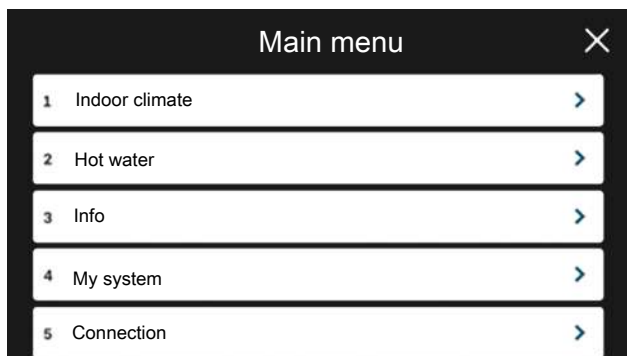 Main menu
1 Indoor climate
2 Hot water
3 Info
4 My system
5 Connection